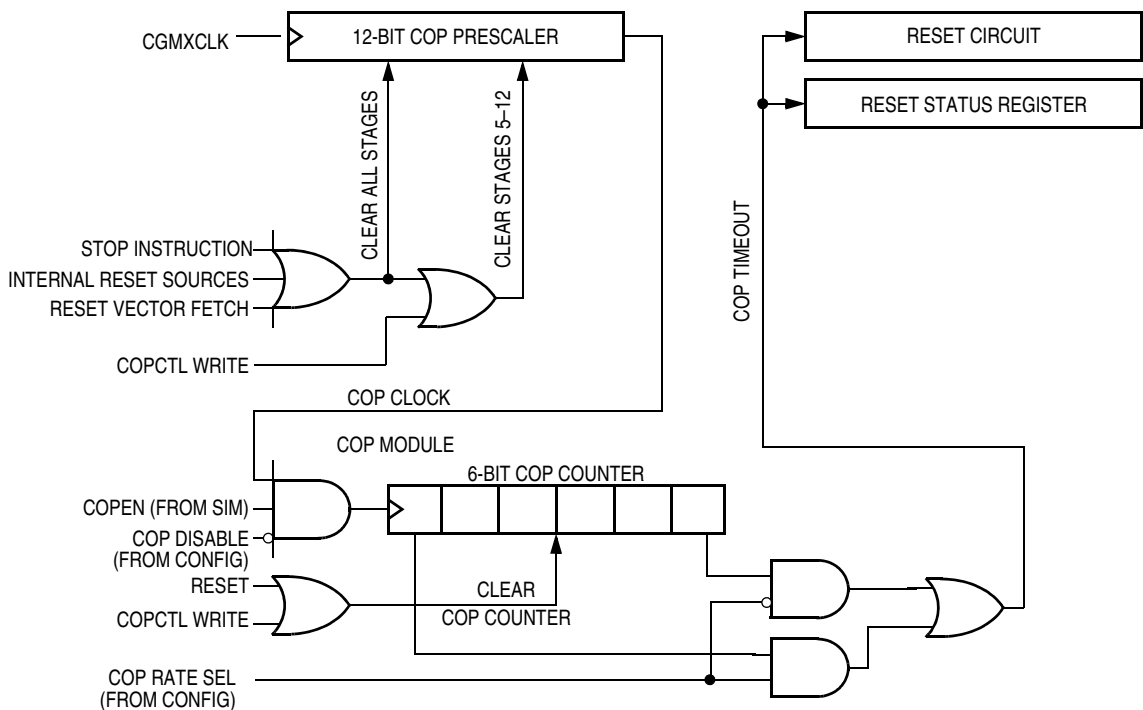 CGMXCLK
12-BIT COP PRESCALER
RESET CIRCUIT
RESET STATUS REGISTER
CLEAR ALL STAGES
CLEAR STAGES 5–12
COP TIMEOUT
STOP INSTRUCTION
INTERNAL RESET SOURCES
RESET VECTOR FETCH
COPCTL WRITE
COP CLOCK
COP MODULE
6-BIT COP COUNTER
COPEN (FROM SIM)
COP DISABLE
(FROM CONFIG)
RESET
COPCTL WRITE
CLEAR
COP COUNTER
COP RATE SEL
(FROM CONFIG)